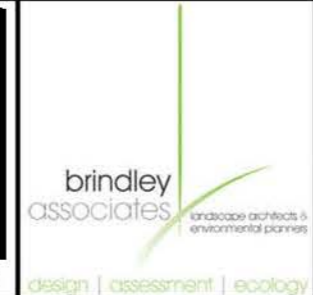 brindley
associates
landscape architects &
environmental planners
design | assessment | ecology